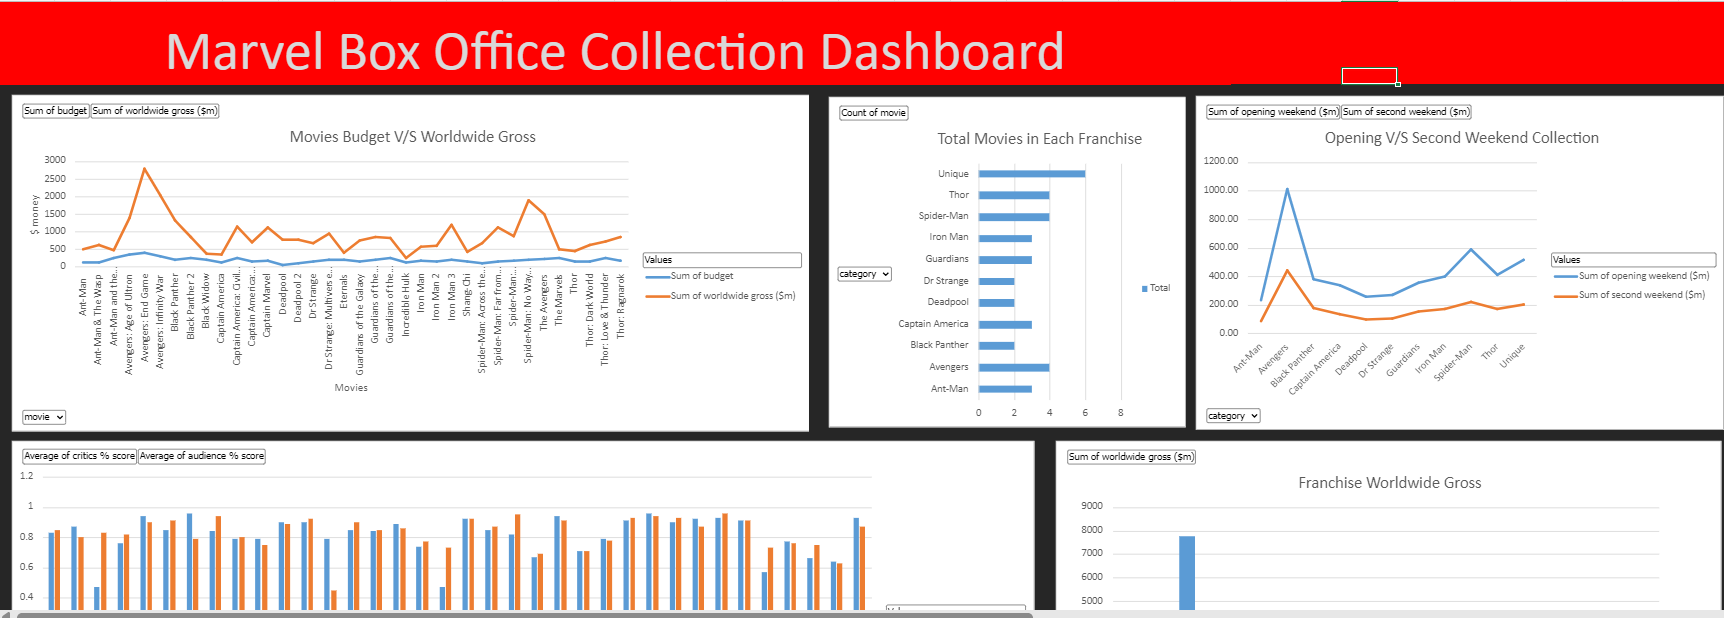 Marvel Box Office Collection Dashboard
Sum of budget Sum of worldwide gross ($m)
Movies Budget V/S Worldwide Gross
3000
2500
2000
1500
1000
500
0
$ money
Ant-Man
Ant-Man & The Wasp
Ant-Man and the...
Avengers: Age of Ultron
Avengers: End Game
Avengers: Infinity War
Black Panther
Black Panther 2
Black Widow
Captain America
Captain America: Civil...
Captain America:...
Captain Marvel
Deadpool
Deadpool 2
Dr Strange
Dr Strange: Multivers e...
Eternals
Guardians of the Galaxy
Guardians of the...
Guardians of the...
Incredible Hulk
Iron Man
Iron Man 2
Iron Man 3
Shang-Chi
Spider-Man: Across the...
Spider-Man: Far from...
Spider-Man:...
Spider-Man: No Way...
The Avengers
The Marvels
Thor
Thor: Dark World
Thor: Love & Thunder
Thor: Ragnarok
Movies
Values
Sum of budget
Sum of worldwide gross ($m)
movie
Count of movie
Total Movies in Each Franchise
Unique
Thor
Spider-Man
Iron Man
Guardians
Dr Strange
Deadpool
Captain America
Black Panther
Avengers
Ant-Man
0 2 4 6 8
category
Total
Sum of opening weekend ($m) Sum of second weekend ($m)
Opening V/S Second Weekend Collection
1200.00
1000.00
800.00
600.00
400.00
200.00
0.00
Ant-Man
Avengers
Black Panther
Captain America
Deadpool
Dr Strange
Guardians
Iron Man
Spider-Man
Thor
Unique
Values
Sum of opening weekend ($m)
Sum of second weekend ($m)
category
Average of critics % score Average of audience % score
1.2
1
0.8
0.6
0.4
Sum of worldwide gross ($m)
Franchise Worldwide Gross
9000
8000
7000
6000
5000